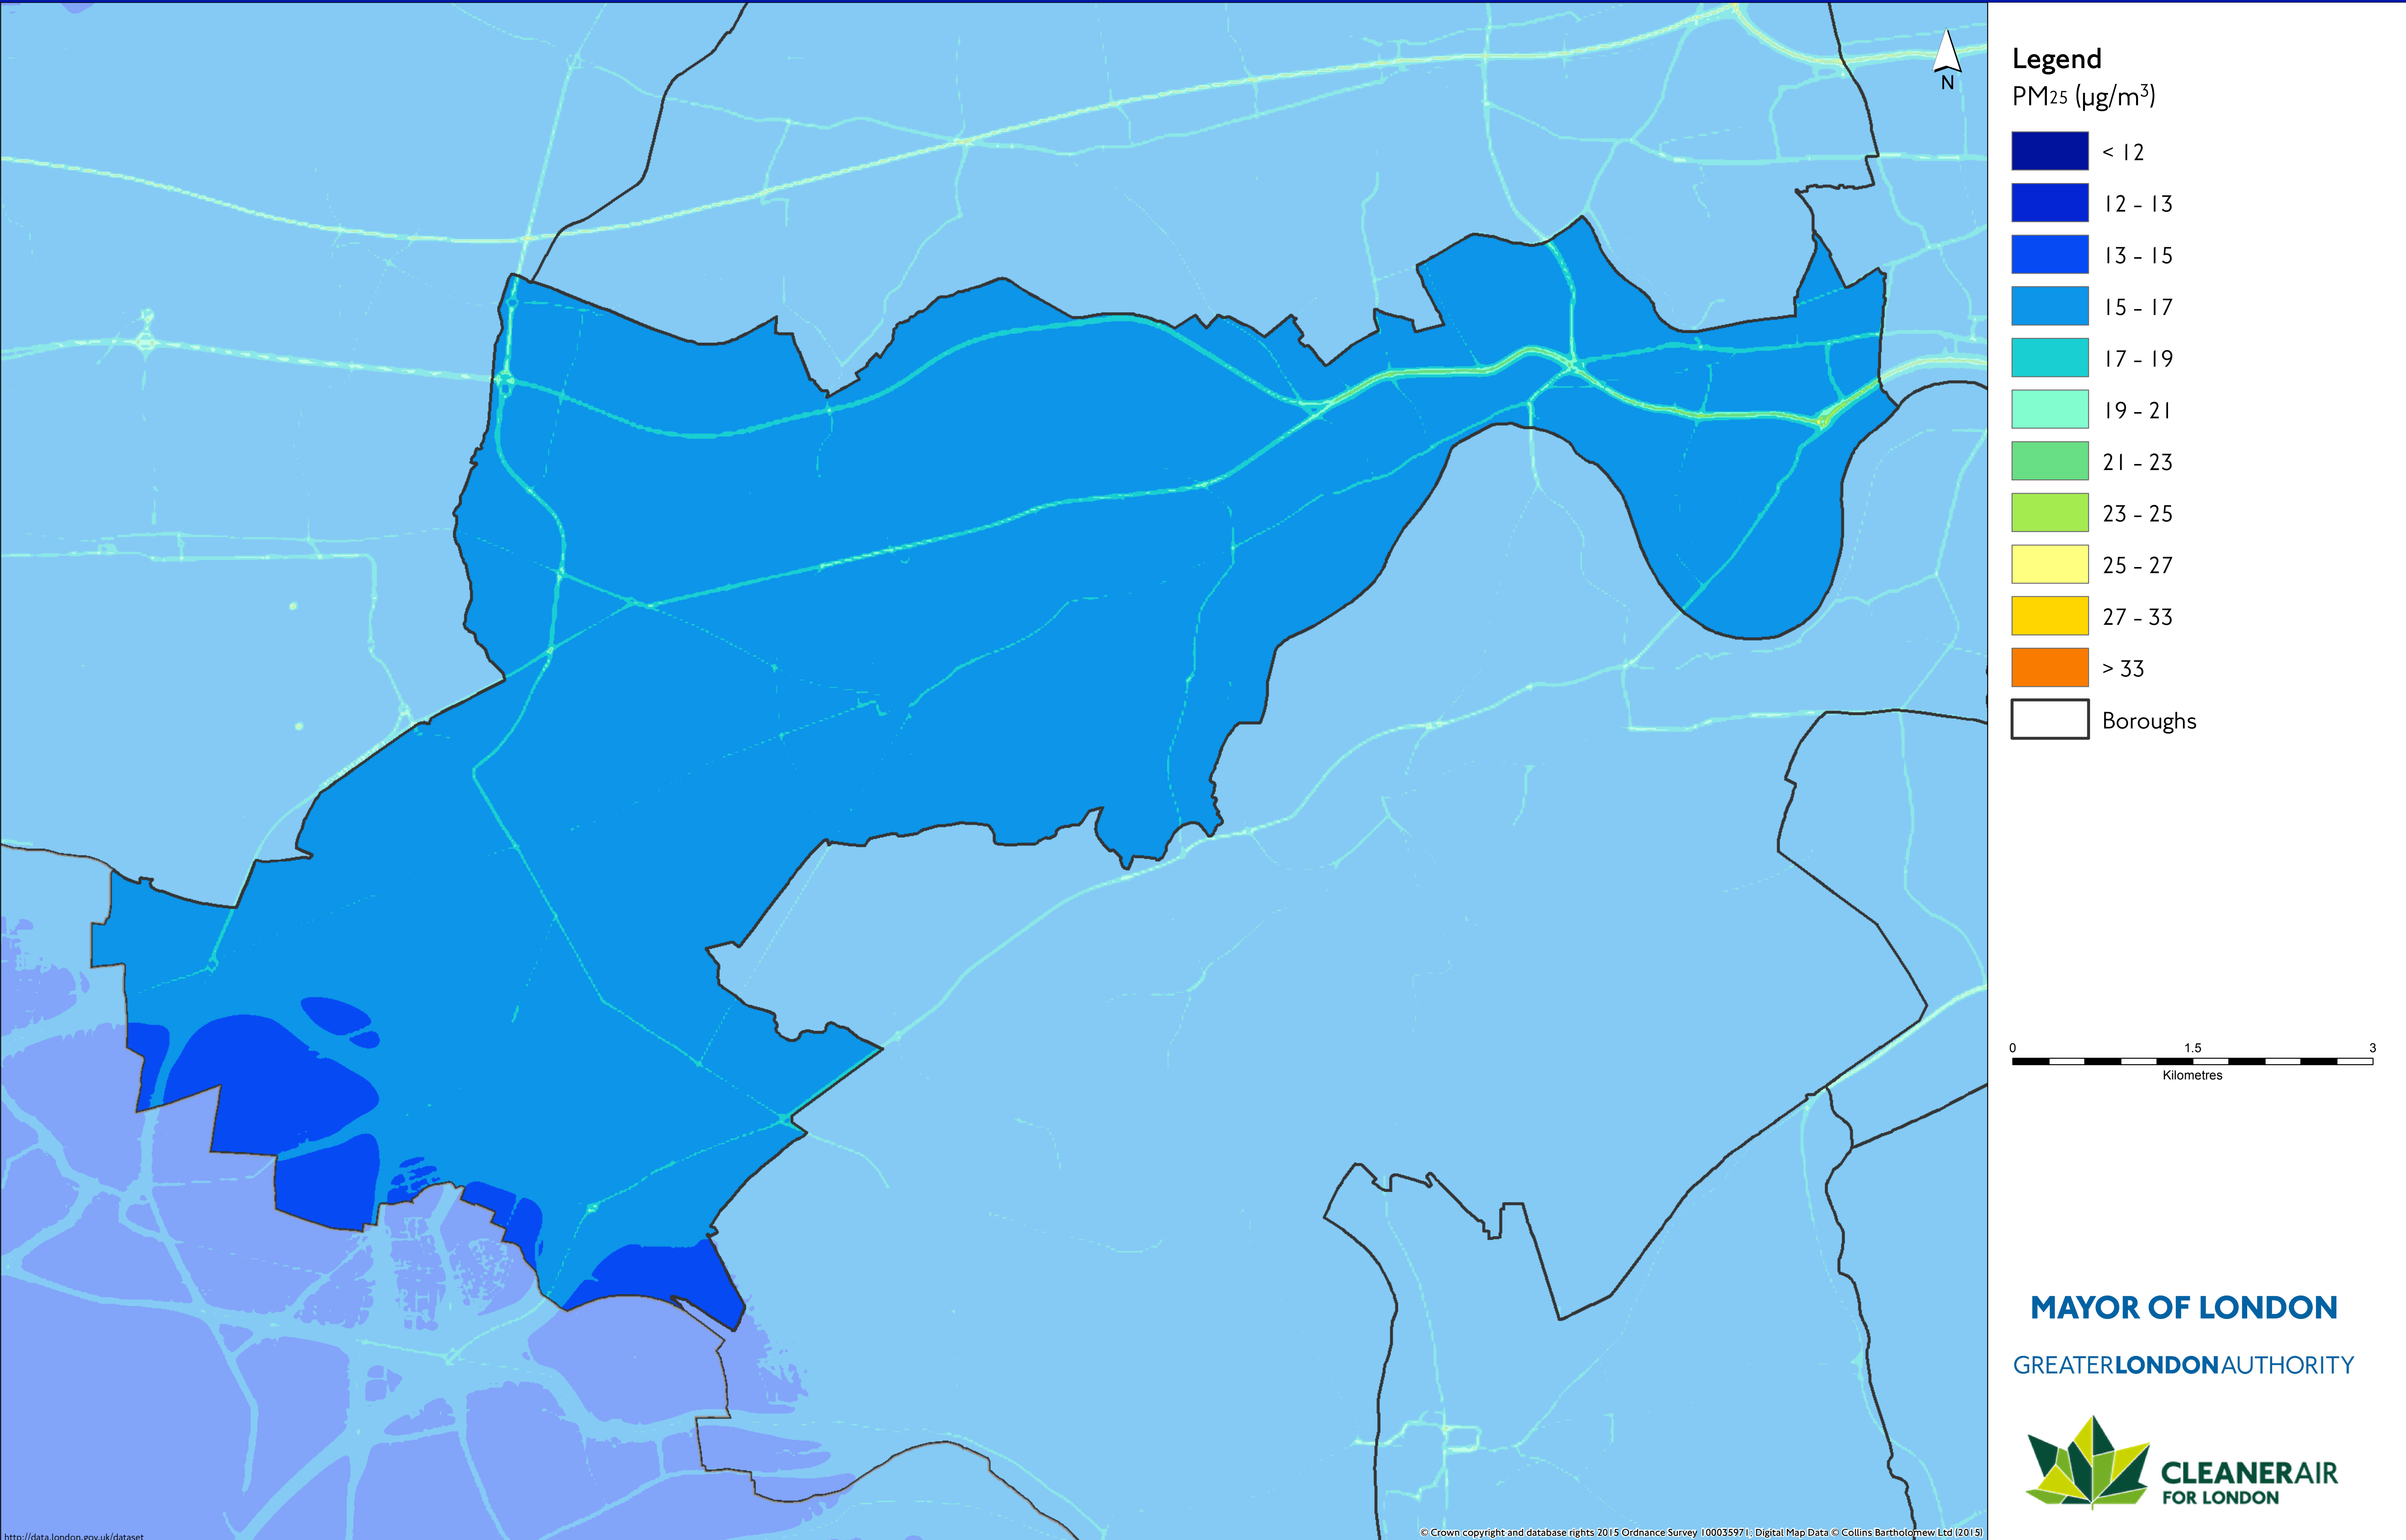 N
Legend
PM25 (µg/m³)
< 12
12 - 13
13 - 15
15 - 17
17 - 19
19 - 21
21 - 23
23 - 25
25 - 27
27 - 33
> 33
Boroughs
0 1.5 3
Kilometres
MAYOR OF LONDON
GREATERLONDONAUTHORITY
CLEANERAIR
FOR LONDON
http://data.london.gov.uk/dataset
© Crown copyright and database rights 2015 Ordnance Survey 100035971; Digital Map Data © Collins Bartholomew Ltd (2015)